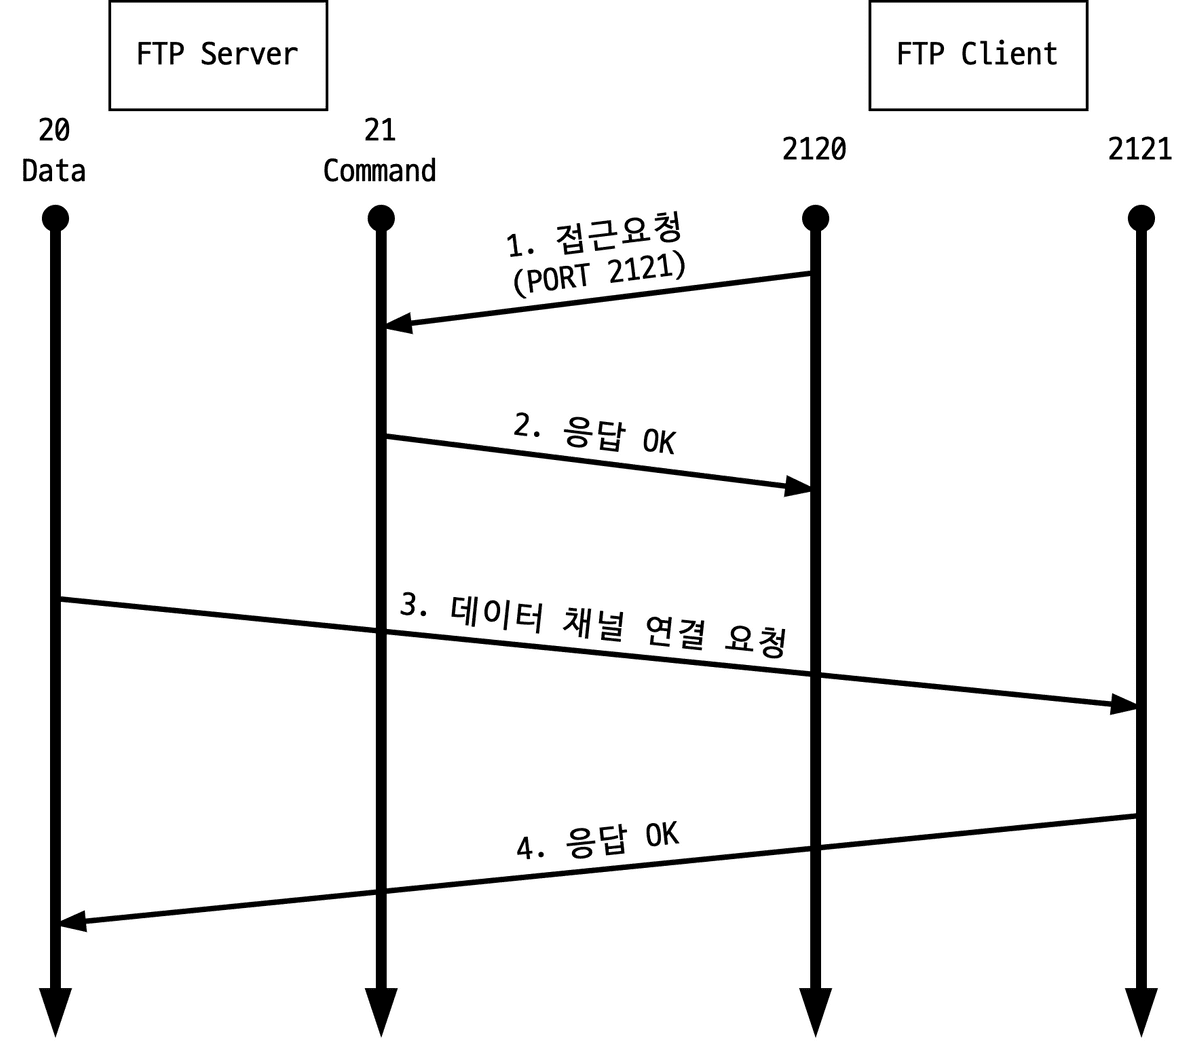 FTP Server
FTP Client
20
Data
21
Command
2120
2121
1. 접근요청
(PORT 2121)
2. 응답 OK
3. 데이터 채널 연결 요청
4. 응답 OK